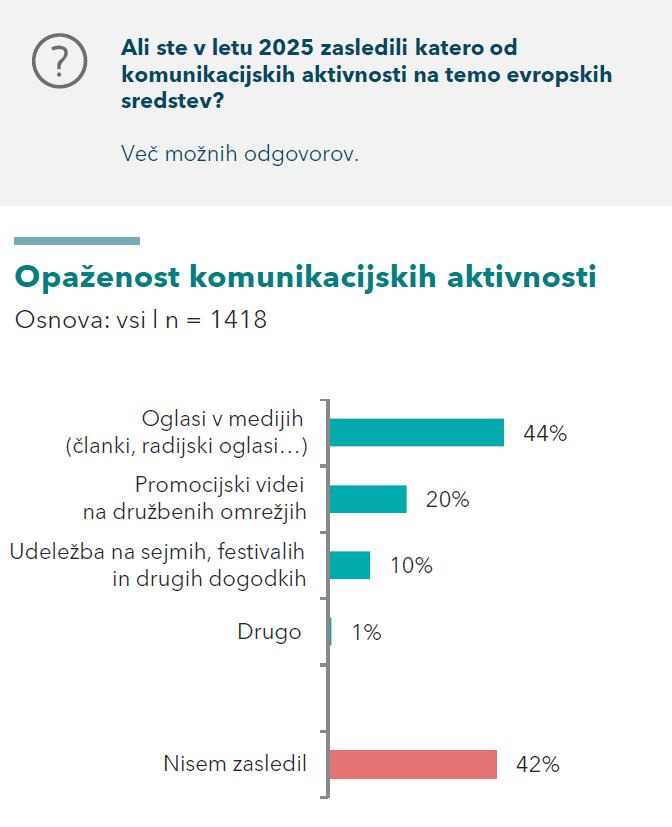 ?
Ali ste v letu 2025 zasledili katero od
komunikacijskih aktivnosti na temo evropskih
sredstev?
Več možnih odgovorov.
Opaženost komunikacijskih aktivnosti
Osnova: vsi l n = 1418
Oglasi v medijih
(članki, radijski oglasi…)
44%
Promocijski videi
na družbenih omrežjih
20%
Udeležba na sejmih, festivalih
in drugih dogodkih
10%
Drugo
1%
Nisem zasledil
42%